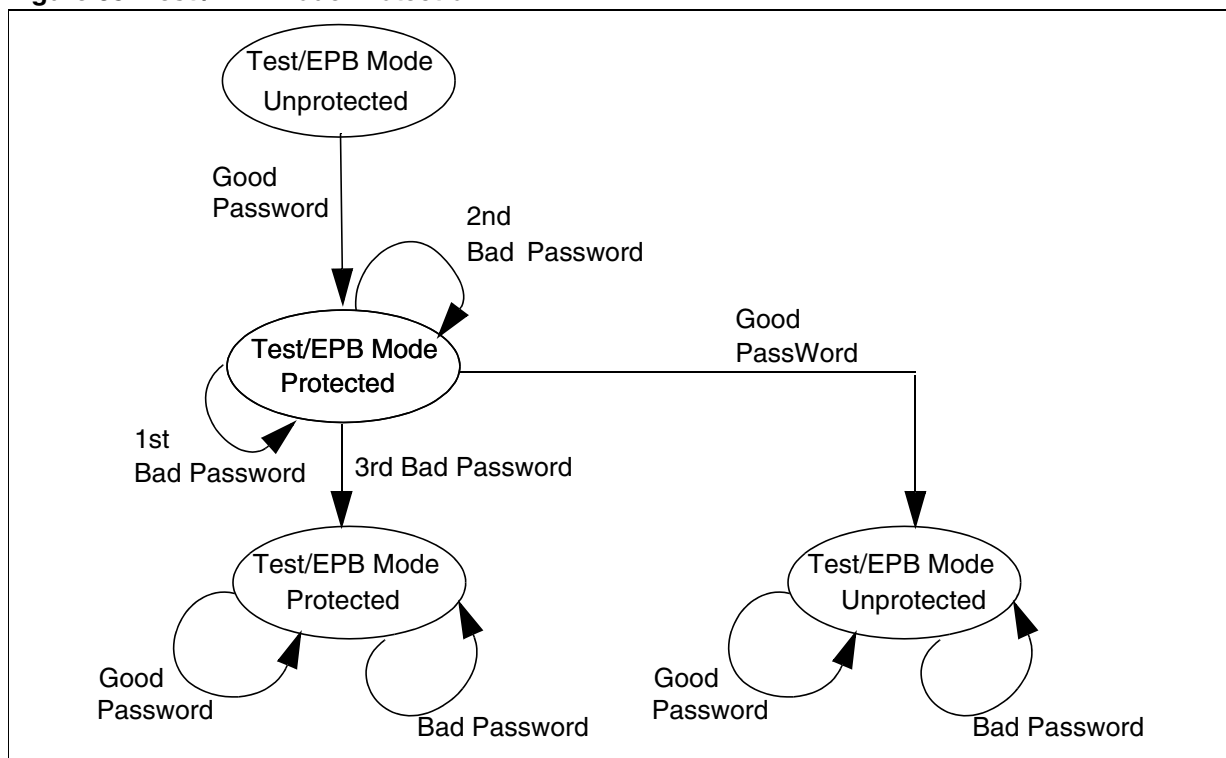 Test/EPB Mode
Unprotected
Good
Password
2nd
Bad Password
Good
PassWord
Test/EPB Mode
Protected
1st
Bad Password
3rd Bad Password
Test/EPB Mode
Protected
Test/EPB Mode
Unprotected
Good
Password
Bad Password
Good
Password
Bad Password